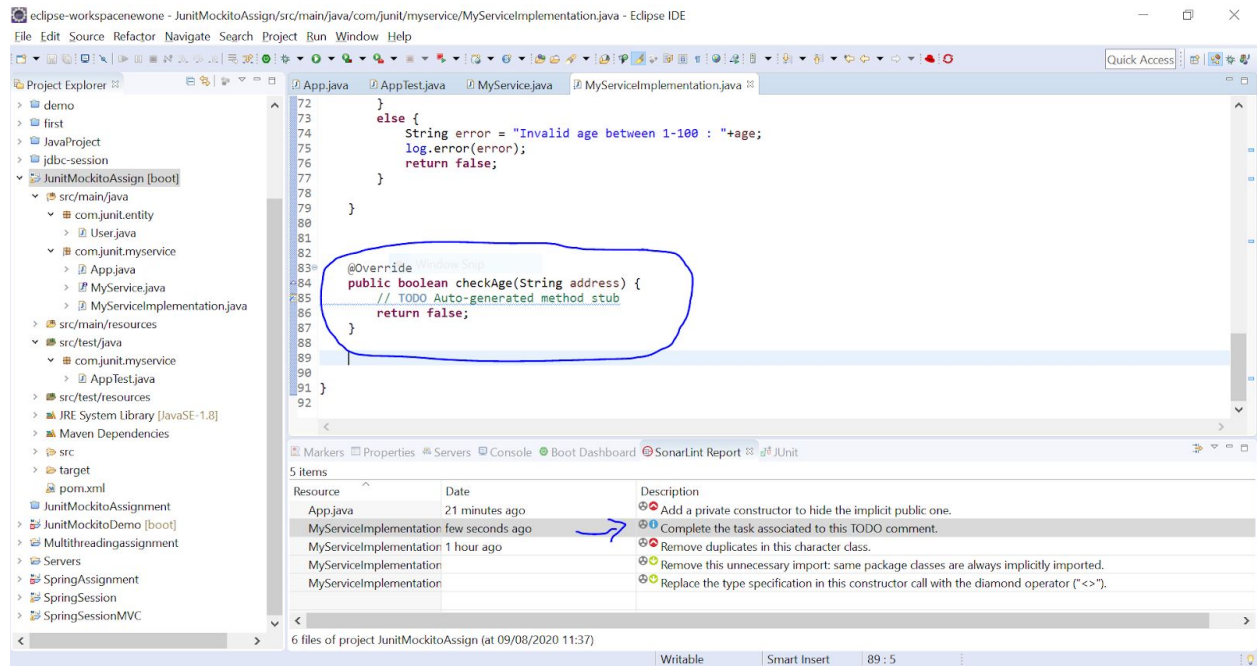 eclipse-workspacenewone - JunitMockitoAssign/src/main/java/com/junit/myservice/MyServiceImplementation.java - Eclipse IDE
File Edit Source Refactor Navigate Search Project Run Window Help
Quick Access
Project Explorer
App.java AppTest.java MyService.java MyServiceImplementation.java
demo
first
JavaProject
jdbc-session
JunitMockitoAssign [boot]
src/main/java
com.junit.entity
User.java
com.junit.myservice
App.java
MyService.java
MyServiceImplementation.java
src/main/resources
src/test/java
com.junit.myservice
AppTest.java
src/test/resources
JRE System Library [JavaSE-1.8]
Maven Dependencies
src
target
pom.xml
JunitMockitoAssignment
JunitMockitoDemo [boot]
Multithreadingassignment
Servers
SpringAssignment
SpringSession
SpringSessionMVC
72 }
73 else {
74 String error = "Invalid age between 1-100 : "+age;
75 log.error(error);
76 return false;
77 }
78
79 }
80
81
82
83 @Override
Window Snip
84 public boolean checkAge(String address) {
85 // TODO Auto-generated method stub
86 return false;
87 }
88
89
90
91 }
92
Markers Properties Servers Console Boot Dashboard SonarLint Report JUnit
5 items
Resource Date Description
App.java 21 minutes ago Add a private constructor to hide the implicit public one.
MyServiceImplementation few seconds ago Complete the task associated to this TODO comment.
MyServiceImplementation 1 hour ago Remove duplicates in this character class.
MyServiceImplementation Remove this unnecessary import: same package classes are always implicitly imported.
MyServiceImplementation Replace the type specification in this constructor call with the diamond operator ("<>").
6 files of project JunitMockitoAssign (at 09/08/2020 11:37)
Writable Smart Insert 89 : 5